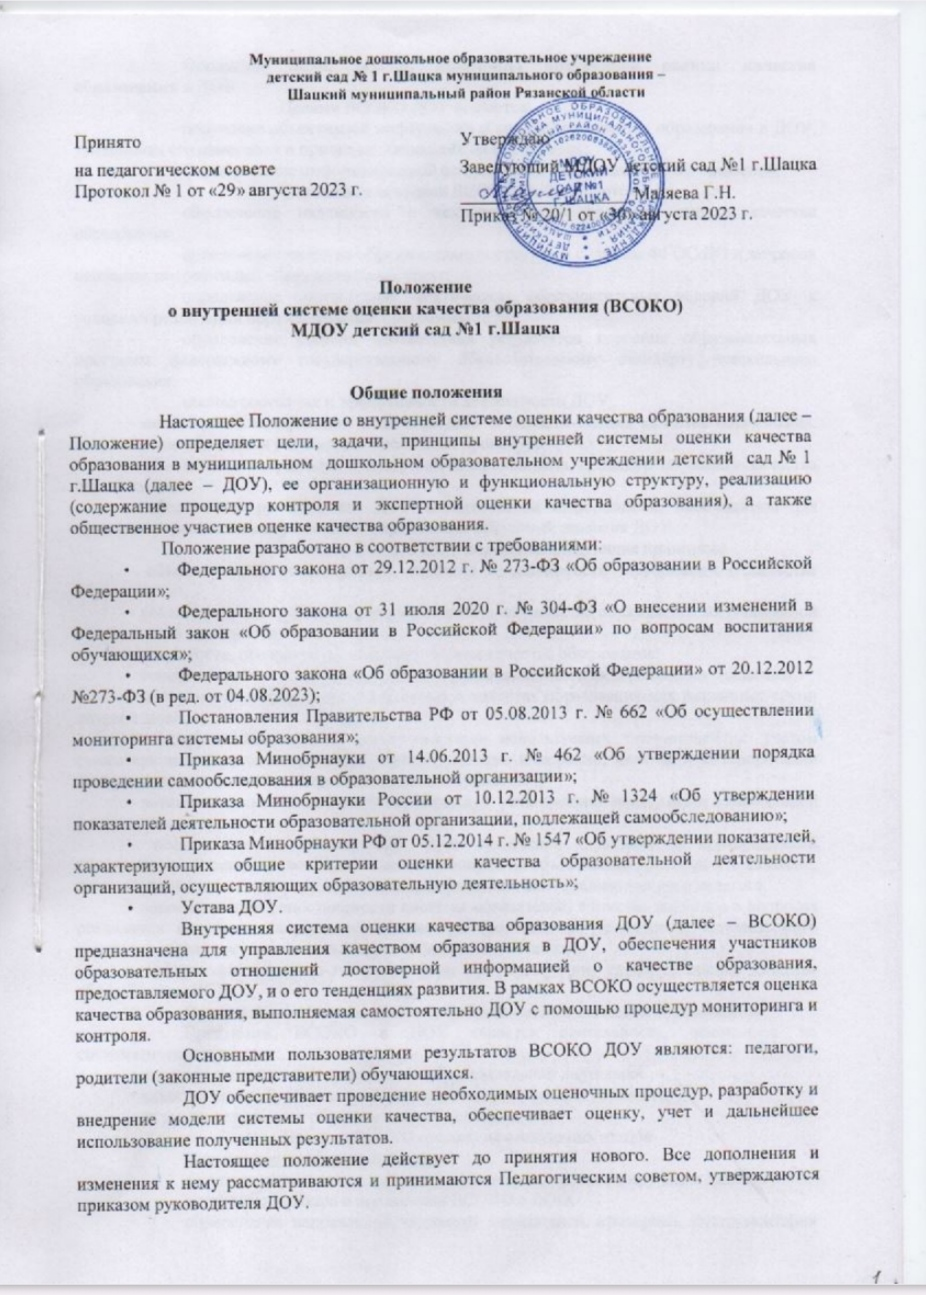 Муниципальное дошкольное образовательное учреждение
детский сад № 1 г.Шацка муниципального образования –
Шацкий муниципальный район Рязанской области
Принято
на педагогическом совете
Протокол № 1 от «29» августа 2023 г.
Утверждаю
Заведующий МДОУ детский сад №1 г.Шацка
Маляева Г.Н.
Приказ № 20/1 от «30» августа 2023 г.
ДЕТСКИЙ
САД №1
Г. ШАЦКА
Положение
о внутренней системе оценки качества образования (ВСОКО)
МДОУ детский сад №1 г.Шацка
Общие положения
Настоящее Положение о внутренней системе оценки качества образования (далее –
Положение) определяет цели, задачи, принципы внутренней системы оценки качества
образования в муниципальном дошкольном образовательном учреждении детский сад № 1
г.Шацка (далее – ДОУ), ее организационную и функциональную структуру, реализацию
(содержание процедур контроля и экспертной оценки качества образования), а также
общественное участиев оценке качества образования.
Положение разработано в соответствии с требованиями:
• Федерального закона от 29.12.2012 г. № 273-ФЗ «Об образовании в Российской
Федерации»;
• Федерального закона от 31 июля 2020 г. № 304-ФЗ «О внесении изменений в
Федеральный закон «Об образовании в Российской Федерации» по вопросам воспитания
обучающихся»;
• Федерального закона «Об образовании в Российской Федерации» от 20.12.2012
№273-ФЗ (в ред. от 04.08.2023);
• Постановления Правительства РФ от 05.08.2013 г. № 662 «Об осуществлении
мониторинга системы образования»;
• Приказа Минобрнауки от 14.06.2013 г. № 462 «Об утверждении порядка
проведении самообследования в образовательной организации»;
• Приказа Минобрнауки России от 10.12.2013 г. № 1324 «Об утверждении
показателей деятельности образовательной организации, подлежащей самообследованию»;
• Приказа Минобрнауки РФ от 05.12.2014 г. № 1547 «Об утверждении показателей,
характеризующих общие критерии оценки качества образовательной деятельности
организаций, осуществляющих образовательную деятельность»;
• Устава ДОУ.
Внутренняя система оценки качества образования ДОУ (далее – ВСОКО)
предназначена для управления качеством образования в ДОУ, обеспечения участников
образовательных отношений достоверной информацией о качестве образования,
предоставляемого ДОУ, и о его тенденциях развития. В рамках ВСОКО осуществляется оценка
качества образования, выполняемая самостоятельно ДОУ с помощью процедур мониторинга и
контроля.
Основными пользователями результатов ВСОКО ДОУ являются: педагоги,
родители (законные представители) обучающихся.
ДОУ обеспечивает проведение необходимых оценочных процедур, разработку и
внедрение модели системы оценки качества, обеспечивает оценку, учет и дальнейшее
использование полученных результатов.
Настоящее положение действует до принятия нового. Все дополнения и
изменения к нему рассматриваются и принимаются Педагогическим советом, утверждаются
приказом руководителя ДОУ.
1